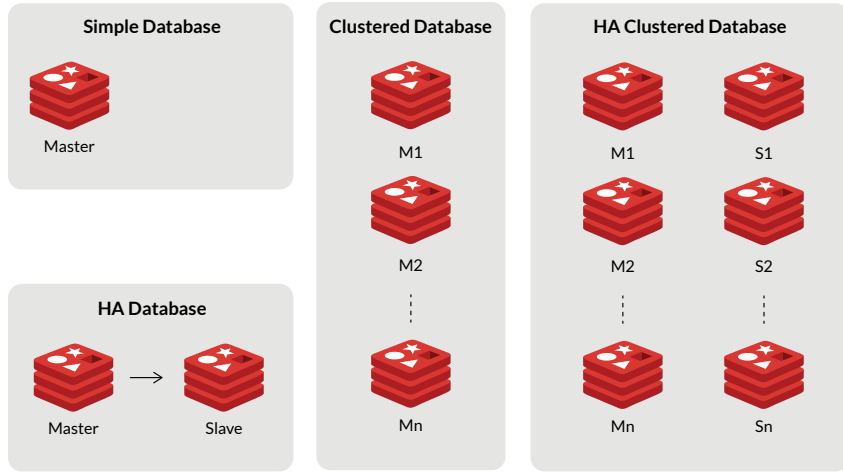 Simple Database
Master
HA Database
Master Slave
Clustered Database
M1
M2
Mn
HA Clustered Database
M1 S1
M2 S2
Mn Sn